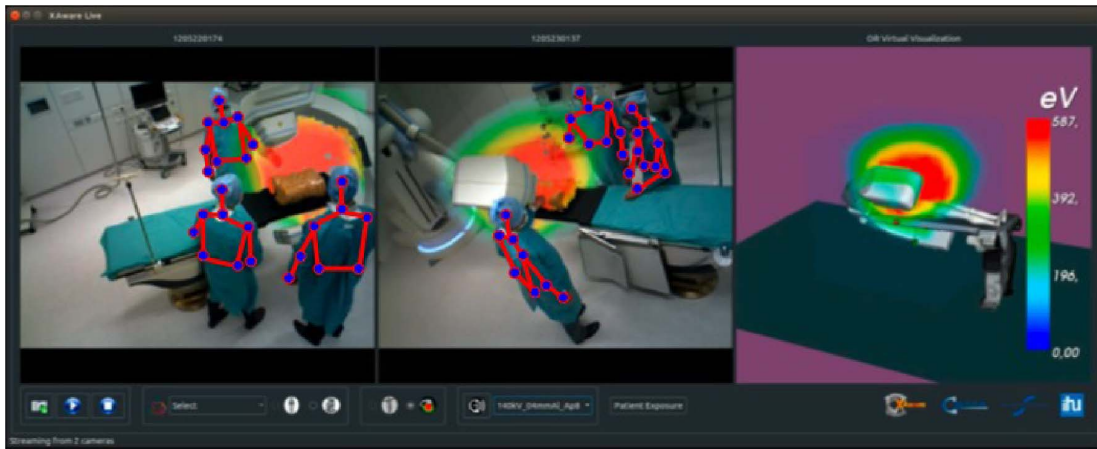 XAware Live
1205220174
1205230137
OR Virtual Visualization
eV
587,
392,
196,
0,00
Select
140kV_04mmAl_Ap8
Patient Exposure
ihu
Streaming from 2 cameras